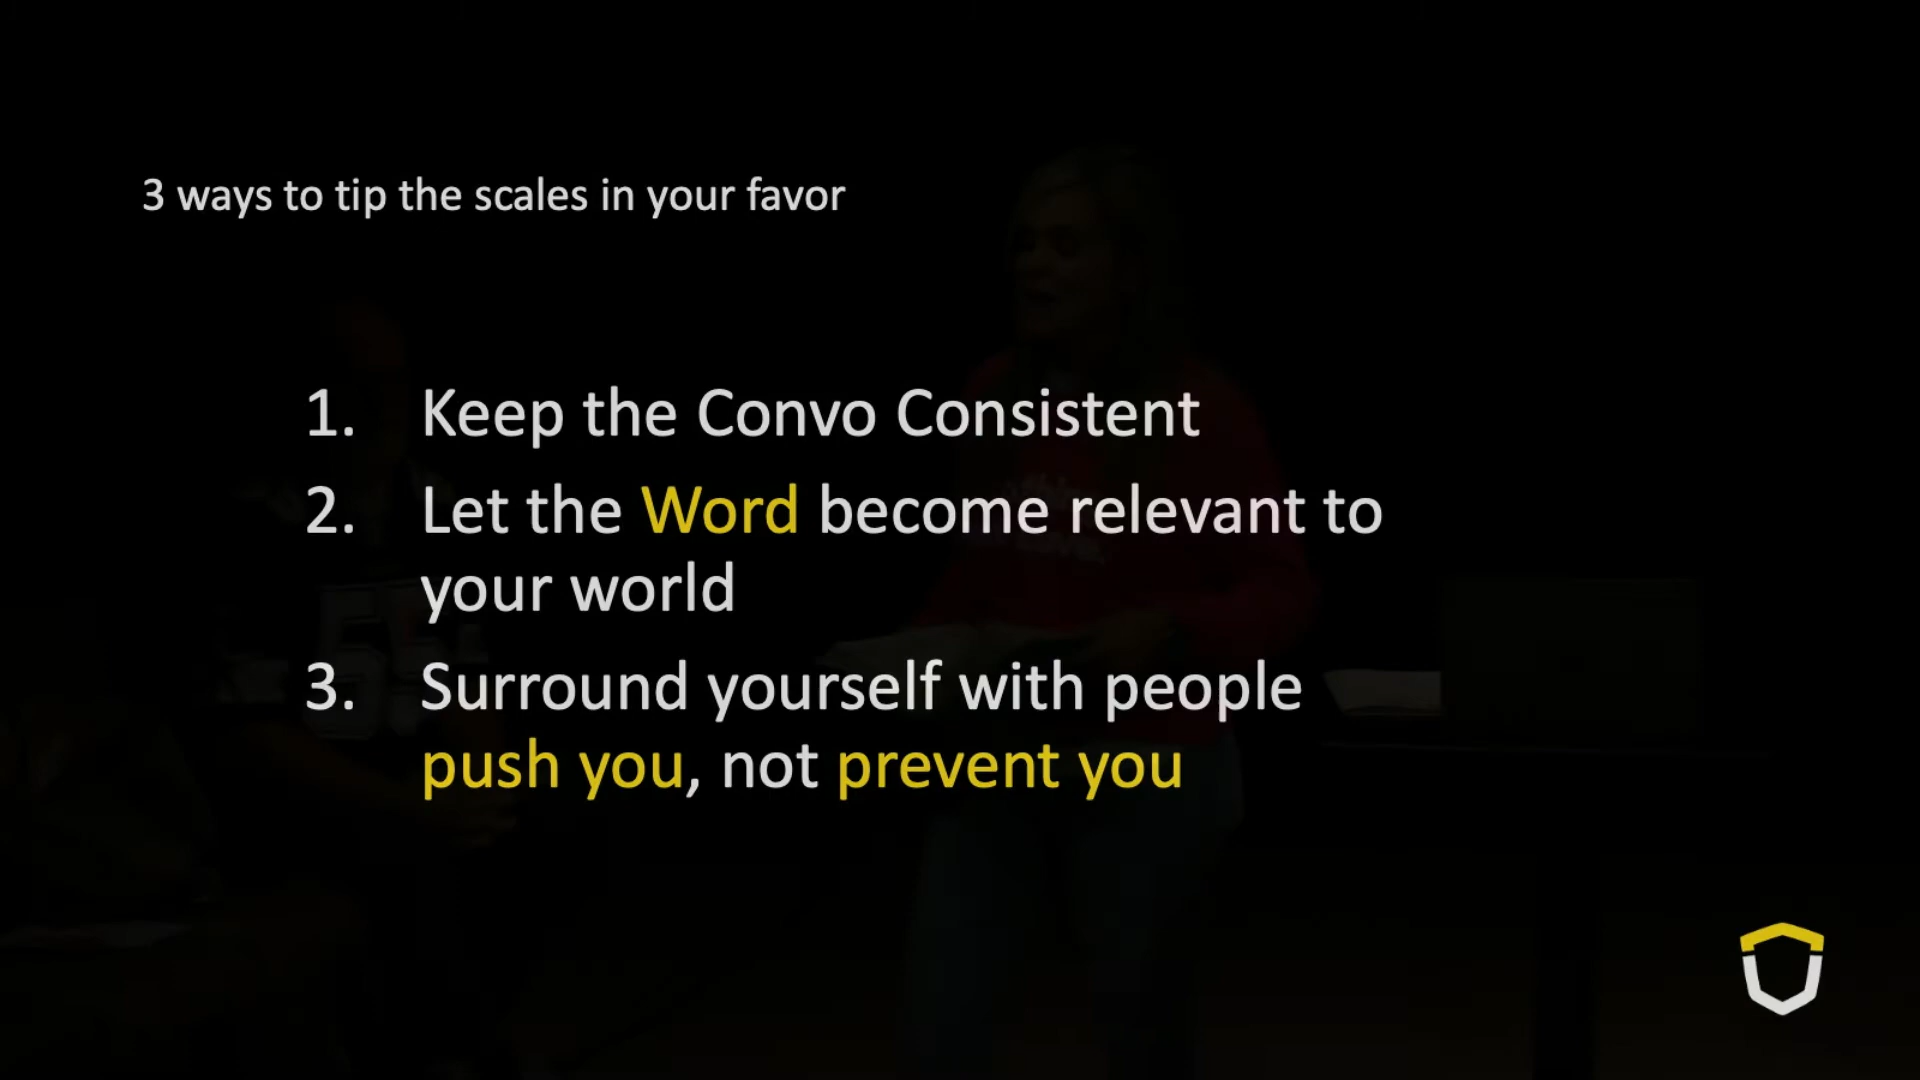 3 ways to tip the scales in your favor
1. Keep the Convo Consistent
2. Let the Word become relevant to
your world
3. Surround yourself with people
push you, not prevent you